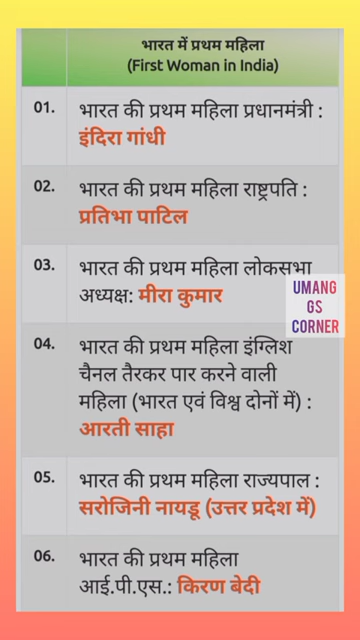 भारत में प्रथम महिला
(First Woman in India)
01. भारत की प्रथम महिला प्रधानमंत्री :
इंदिरा गांधी
02. भारत की प्रथम महिला राष्ट्रपति :
प्रतिभा पाटिल
03. भारत की प्रथम महिला लोकसभा
अध्यक्ष: मीरा कुमार
UMANG
GS
CORNER
04. भारत की प्रथम महिला इंग्लिश
चैनल तैरकर पार करने वाली
महिला (भारत एवं विश्व दोनों में) :
आरती साहा
05. भारत की प्रथम महिला राज्यपाल :
सरोजिनी नायडू (उत्तर प्रदेश में)
06. भारत की प्रथम महिला
आई.पी.एस.: किरण बेदी